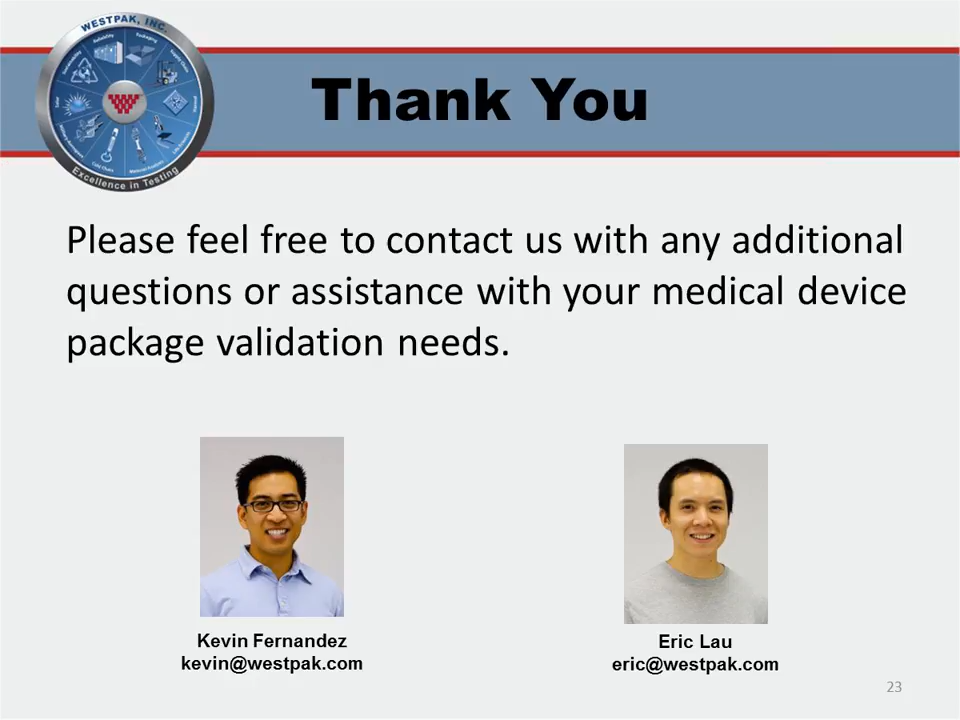 WESTPAK, INC.
Excellence in Testing
Thank You
Please feel free to contact us with any additional
questions or assistance with your medical device
package validation needs.
Kevin Fernandez
kevin@westpak.com
Eric Lau
eric@westpak.com
23